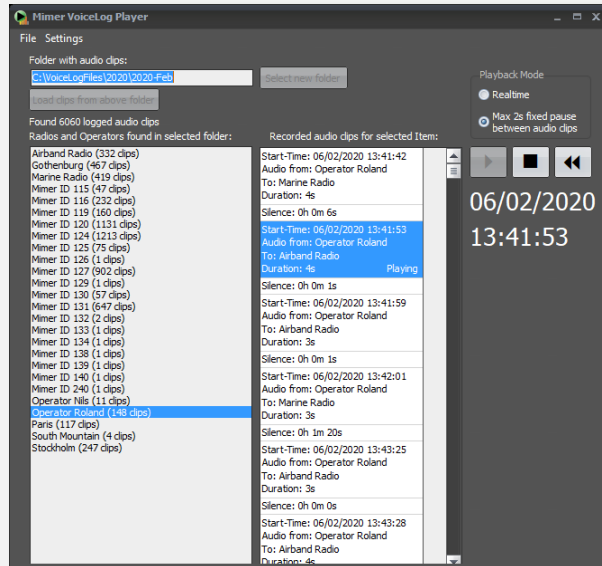 Mimer VoiceLog Player
File Settings
Folder with audio clips:
C:\VoiceLogFiles\2020\2020-Feb
Select new folder
Load clips from above folder
Found 6060 logged audio clips
Radios and Operators found in selected folder:
Airband Radio (332 clips)
Gothenburg (467 clips)
Marine Radio (419 clips)
Mimer ID 115 (47 clips)
Mimer ID 116 (232 clips)
Mimer ID 119 (160 clips)
Mimer ID 120 (1131 clips)
Mimer ID 124 (1213 clips)
Mimer ID 125 (75 clips)
Mimer ID 126 (1 clips)
Mimer ID 127 (902 clips)
Mimer ID 129 (1 clips)
Mimer ID 130 (57 clips)
Mimer ID 131 (647 clips)
Mimer ID 132 (2 clips)
Mimer ID 133 (1 clips)
Mimer ID 134 (1 clips)
Mimer ID 138 (1 clips)
Mimer ID 139 (1 clips)
Mimer ID 140 (1 clips)
Mimer ID 240 (1 clips)
Operator Nils (11 clips)
Operator Roland (148 clips)
Paris (117 clips)
South Mountain (4 clips)
Stockholm (247 clips)
Recorded audio clips for selected Item:
Start-Time: 06/02/2020 13:41:42
Audio from: Operator Roland
To: Marine Radio
Duration: 4s
Silence: 0h 0m 6s
Start-Time: 06/02/2020 13:41:53
Audio from: Operator Roland
To: Airband Radio
Duration: 4s Playing
Silence: 0h 0m 1s
Start-Time: 06/02/2020 13:41:59
Audio from: Operator Roland
To: Airband Radio
Duration: 3s
Silence: 0h 0m 1s
Start-Time: 06/02/2020 13:42:01
Audio from: Operator Roland
To: Marine Radio
Duration: 3s
Silence: 0h 1m 20s
Start-Time: 06/02/2020 13:43:25
Audio from: Operator Roland
To: Airband Radio
Duration: 3s
Silence: 0h 0m 0s
Start-Time: 06/02/2020 13:43:28
Audio from: Operator Roland
To: Airband Radio
Duration: 4s
Playback Mode
Realtime
Max 2s fixed pause
between audio clips
06/02/2020
13:41:53